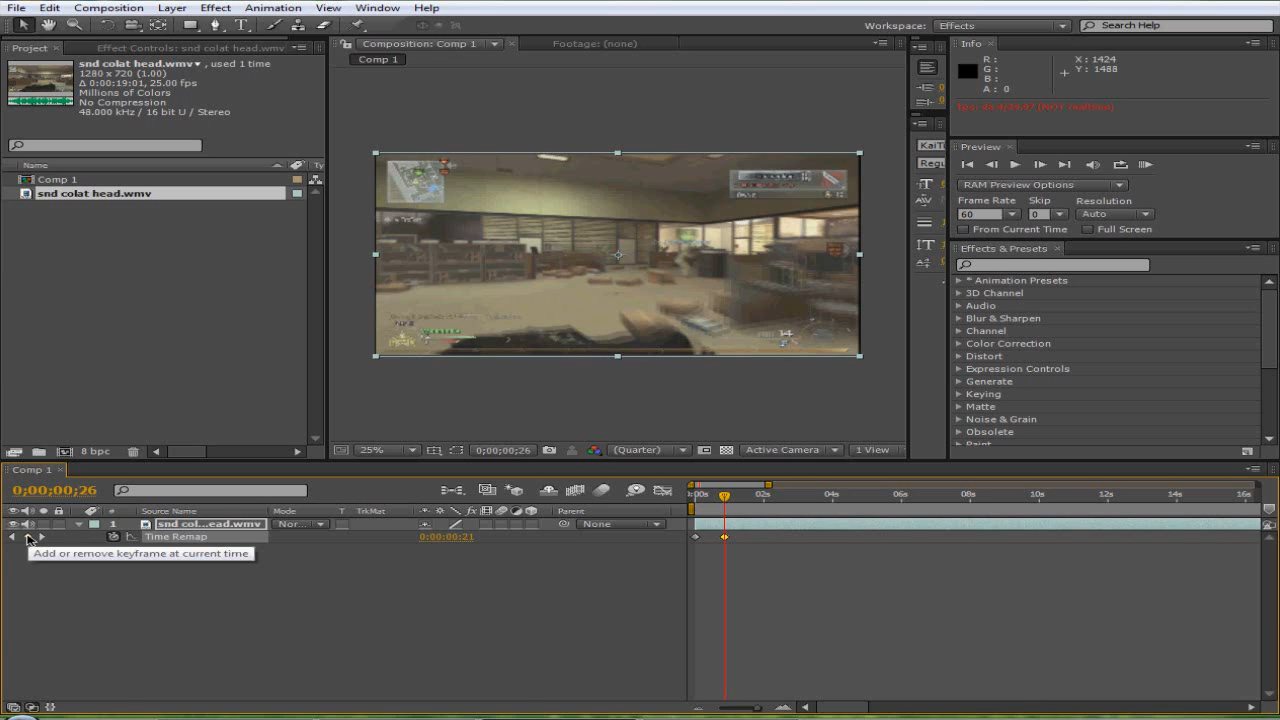 File Edit Composition Layer Effect Animation View Window Help
Workspace: Effects Search Help
Project Effect Controls: snd colat head.wmv
snd colat head.wmv▾, used 1 time
1280 x 720 (1.00)
Δ 0:00:19:01, 25.00 fps
Millions of Colors
No Compression
48.000 kHz / 16 bit U / Stereo
Name Ty
Comp 1
snd colat head.wmv
8 bpc
Composition: Comp 1 Footage: (none)
Comp 1
25% 0;00;00;26 (Quarter) Active Camera 1 View
KaiT
Regu
Info
R: X: 1424
G: Y: 1488
B:
A: 0
Preview
RAM Preview Options
Frame Rate Skip Resolution
60 0 Auto
From Current Time Full Screen
Effects & Presets
* Animation Presets
3D Channel
Audio
Blur & Sharpen
Channel
Color Correction
Distort
Expression Controls
Generate
Keying
Matte
Noise & Grain
Obsolete
Paint
Comp 1
0;00;00;26
# Source Name Mode T TrkMat Parent
1 snd col...ead.wmv Nor... None
Time Remap 0:00:00:21
Add or remove keyframe at current time
00s 02s 04s 06s 08s 10s 12s 14s 16s